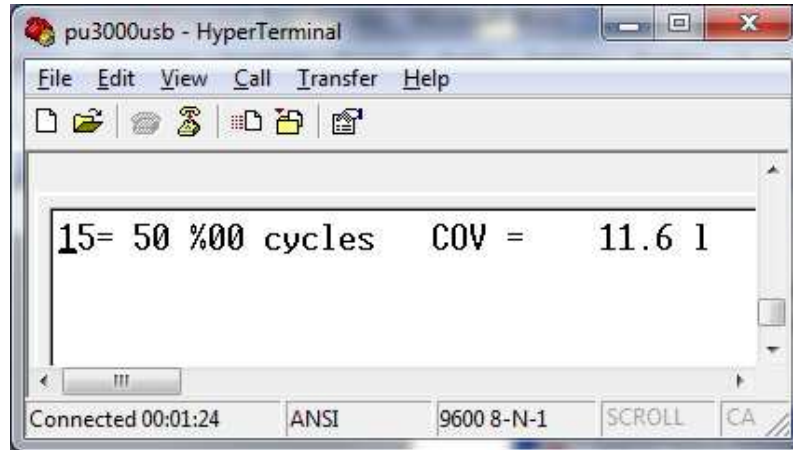 pu3000usb - HyperTerminal
File Edit View Call Transfer Help
15= 50 %00 cycles COV = 11.6 l
Connected 00:01:24 ANSI 9600 8-N-1 SCROLL CA